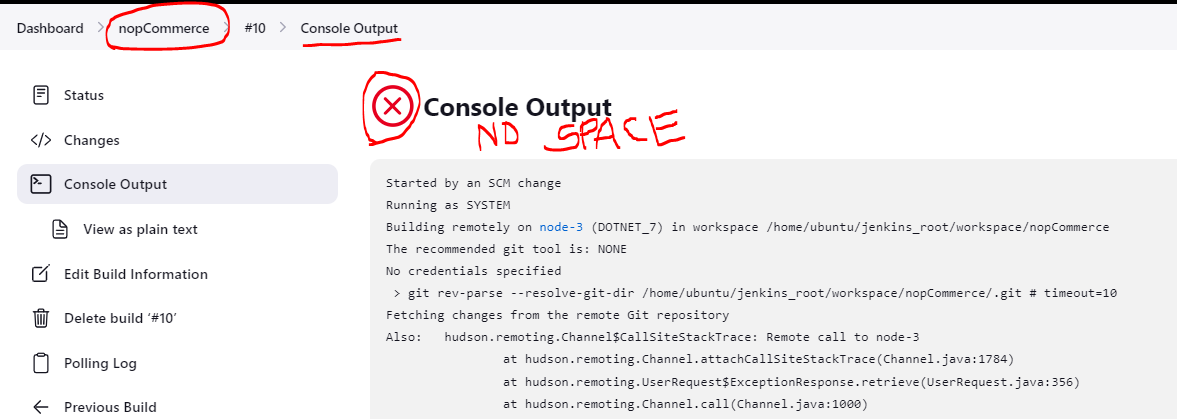 Dashboard > nopCommerce > #10 > Console Output
Status
Changes
Console Output
View as plain text
Edit Build Information
Delete build ‘#10’
Polling Log
Previous Build
Console Output
NO SPACE
Started by an SCM change
Running as SYSTEM
Building remotely on node-3 (DOTNET_7) in workspace /home/ubuntu/jenkins_root/workspace/nopCommerce
The recommended git tool is: NONE
No credentials specified
> git rev-parse --resolve-git-dir /home/ubuntu/jenkins_root/workspace/nopCommerce/.git # timeout=10
Fetching changes from the remote Git repository
Also:   hudson.remoting.Channel$CallSiteStackTrace: Remote call to node-3
at hudson.remoting.Channel.attachCallSiteStackTrace(Channel.java:1784)
at hudson.remoting.UserRequest$ExceptionResponse.retrieve(UserRequest.java:356)
at hudson.remoting.Channel.call(Channel.java:1000)